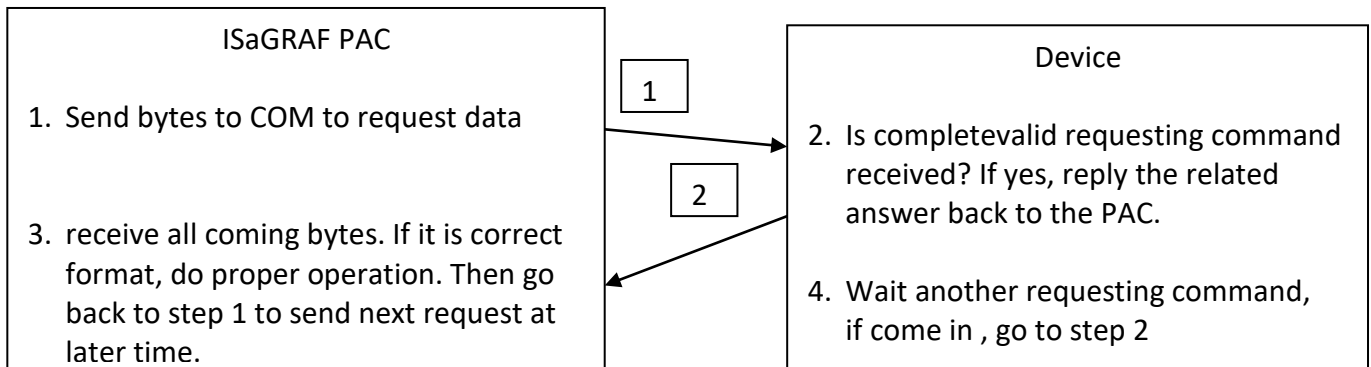 ISaGRAF PAC
1. Send bytes to COM to request data
3. receive all coming bytes. If it is correct
format, do proper operation. Then go
back to step 1 to send next request at
later time.
1
2
Device
2. Is completevalid requesting command
received? If yes, reply the related
answer back to the PAC.
4. Wait another requesting command,
if come in , go to step 2